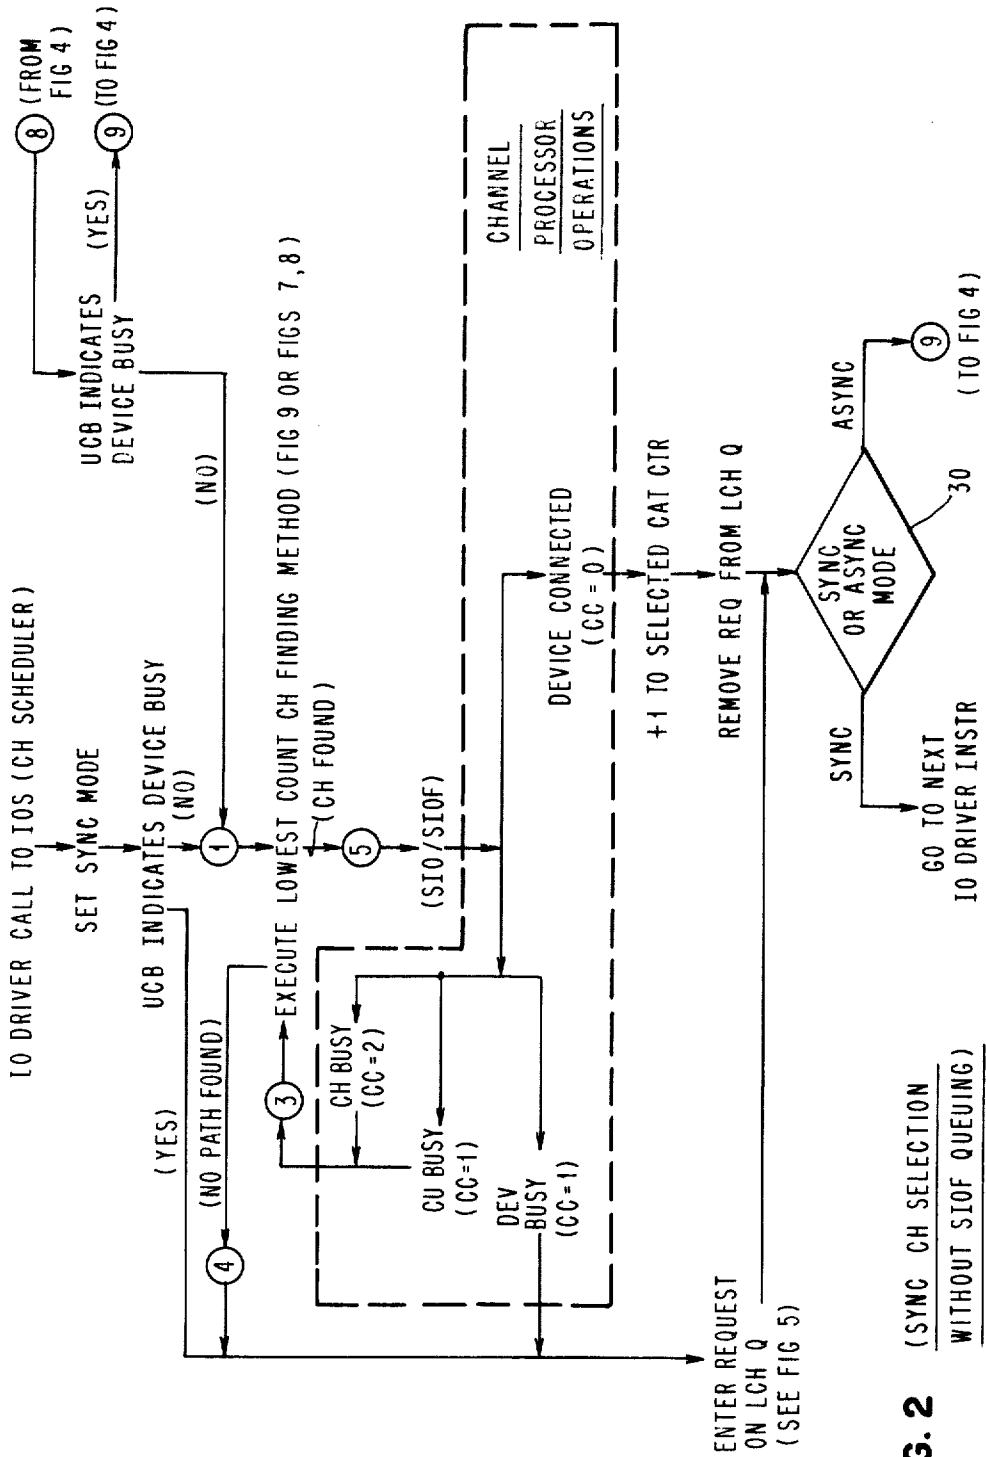 IO DRIVER CALL TO IOS (CH SCHEDULER)
SET SYNC MODE
UCB INDICATES DEVICE BUSY
(NO)
(YES)
8
(FROM
FIG 4)
UCB INDICATES
DEVICE BUSY
(YES)
9
(TO FIG 4)
(NO)
1
(NO PATH FOUND)
4
3
EXECUTE LOWEST COUNT CH FINDING METHOD (FIG 9 OR FIGS 7,8)
(CH FOUND)
5
(SIO/SIOF)
CHANNEL
PROCESSOR
OPERATIONS
CH BUSY
(CC=2)
CU BUSY
(CC=1)
DEV
BUSY
(CC=1)
DEVICE CONNECTED
(CC = 0)
+1 TO SELECTED CAT CTR
REMOVE REQ FROM LCH Q
ENTER REQUEST
ON LCH Q
(SEE FIG 5)
SYNC
OR ASYNC
MODE
30
SYNC
ASYNC
GO TO NEXT
IO DRIVER INSTR
9
(TO FIG 4)
G. 2
(SYNC CH SELECTION
WITHOUT SIOF QUEUING)